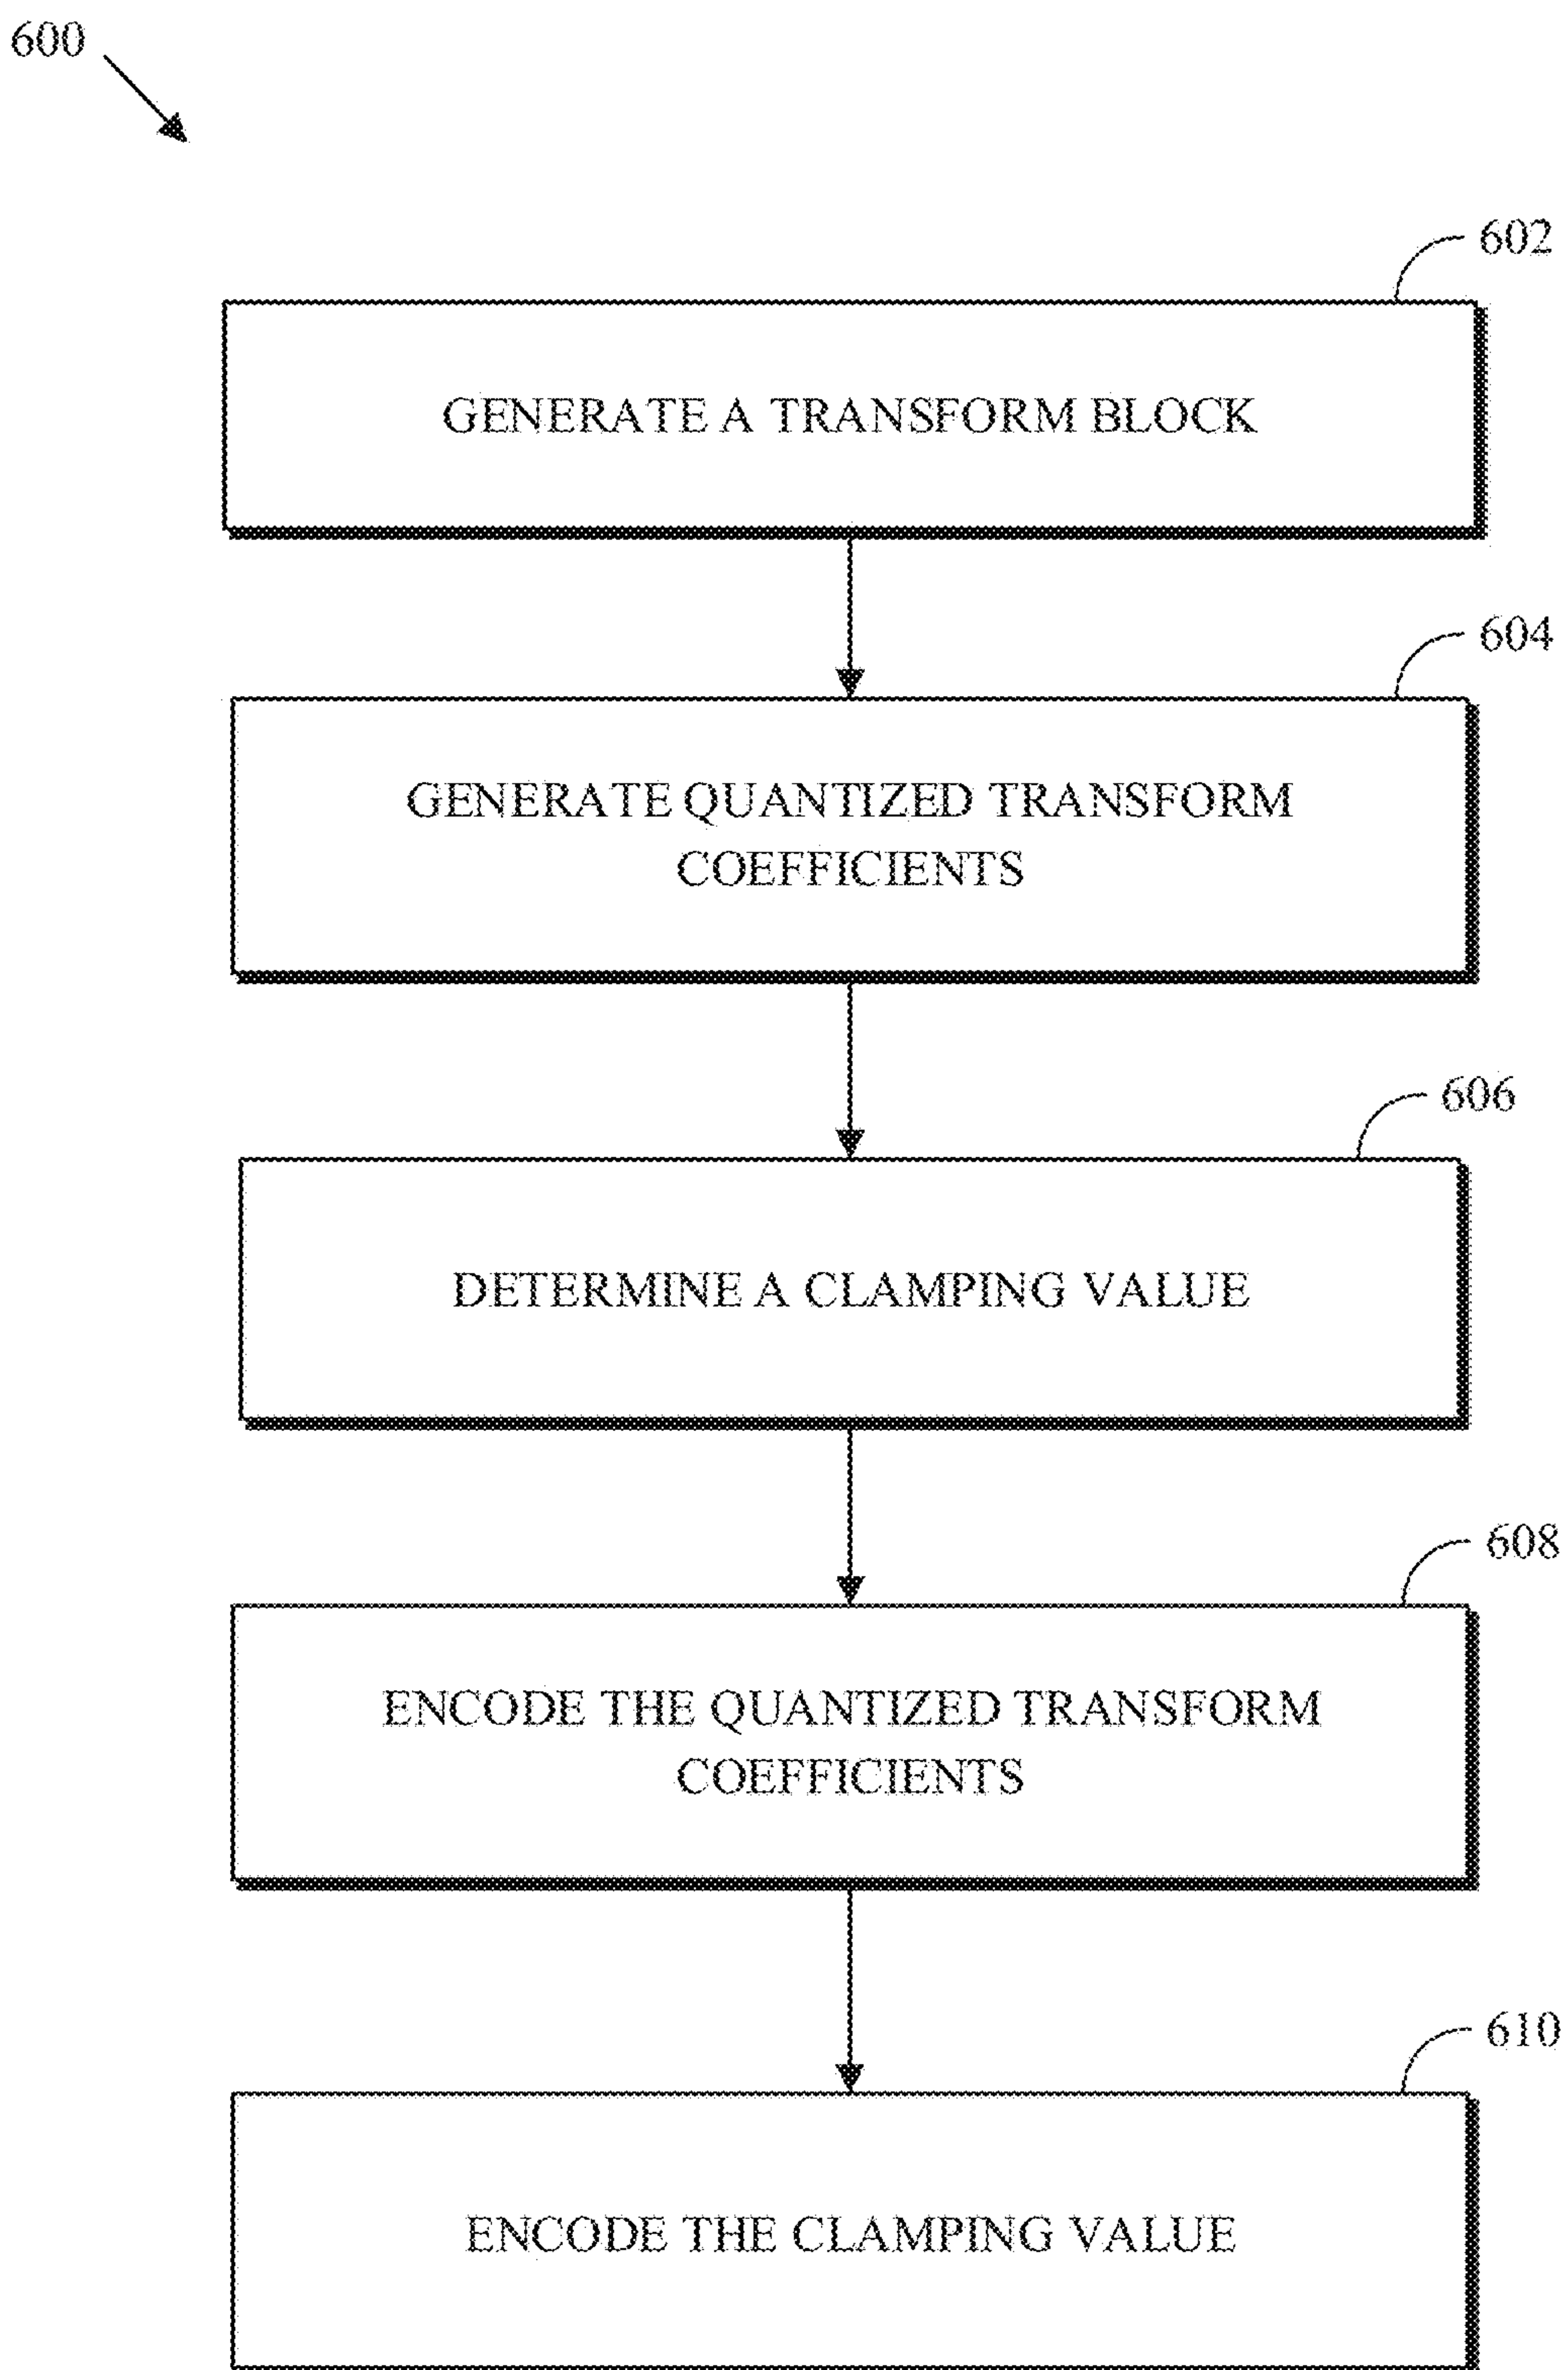 600
602
GENERATE A TRANSFORM BLOCK
604
GENERATE QUANTIZED TRANSFORM
COEFFICIENTS
606
DETERMINE A CLAMPING VALUE
608
ENCODE THE QUANTIZED TRANSFORM
COEFFICIENTS
610
ENCODE THE CLAMPING VALUE